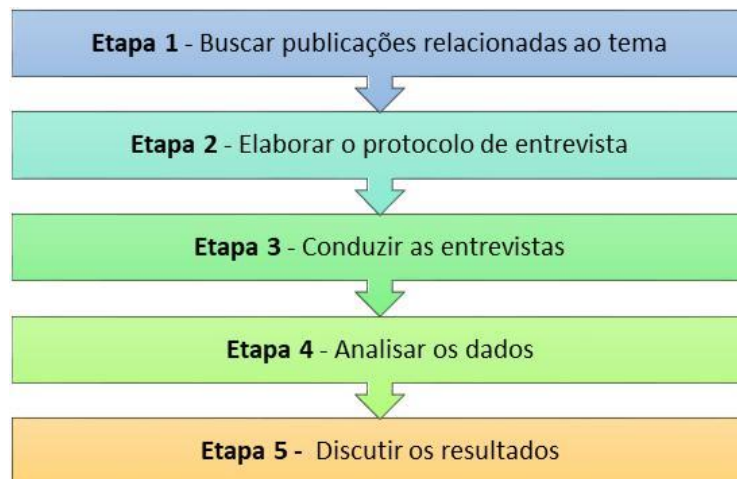 Etapa 1 - Buscar publicações relacionadas ao tema
Etapa 2 - Elaborar o protocolo de entrevista
Etapa 3 - Conduzir as entrevistas
Etapa 4 - Analisar os dados
Etapa 5 - Discutir os resultados